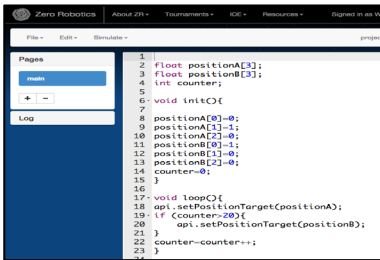 Zero Robotics About ZR Tournaments IDE Resources Signed in as W
File Edit Simulate projec
Pages
main
+ −
Log
1
2 float positionA[3];
3 float positionB[3];
4 int counter;
5
6 void init(){
7
8 positionA[0]=0;
9 positionA[1]=1;
10 positionA[2]=0;
11 positionB[0]=1;
12 positionB[1]=0;
13 positionB[2]=0;
14 counter=0;
15 }
16
17 void loop(){
18 api.setPositionTarget(positionA);
19 if (counter>20){
20 api.setPositionTarget(positionB);
21 }
22 counter=counter++;
23 }
24